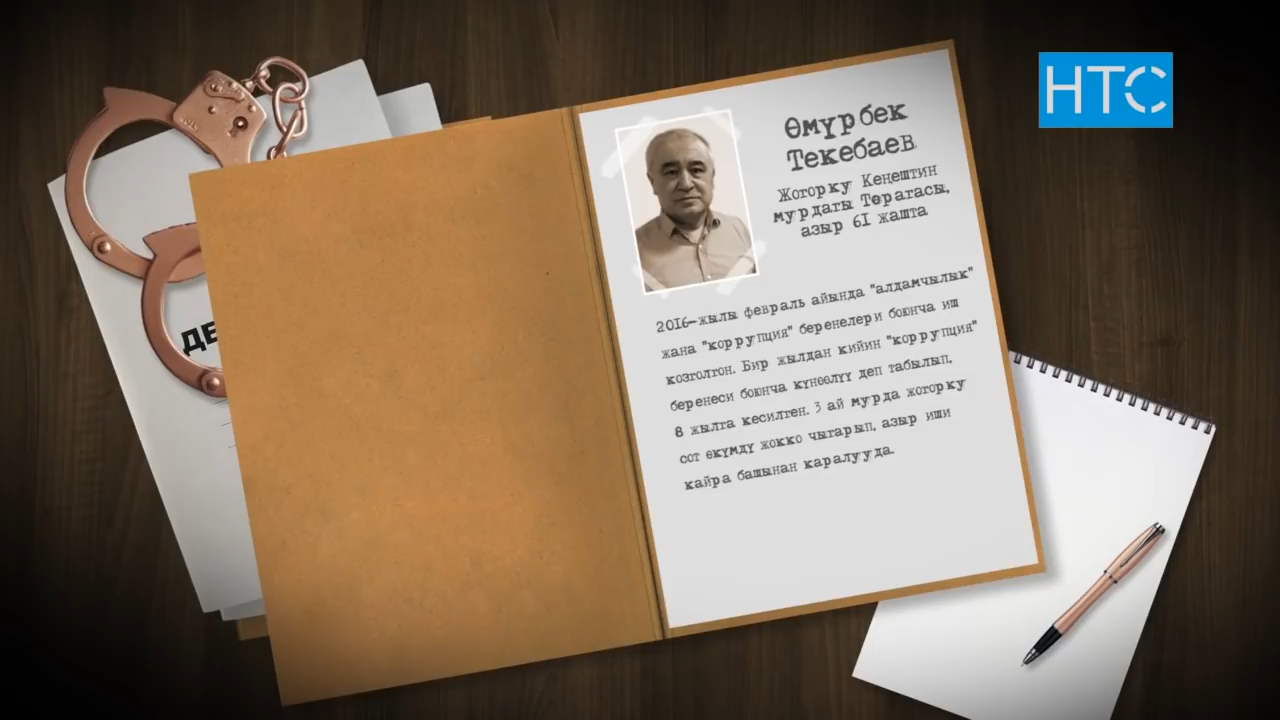 НТС
Өмүрбек
Текебаев
Жогорку Кеңештин
мурдагы Төрагасы,
азыр 61 жашта
2016-жылы февраль айында "алдамчылык"
жана "коррупция" беренелери боюнча иш
козголгон. Бир жылдан кийин "коррупция"
беренеси боюнча күнөөлүү деп табылып,
8 жылга кесилген. 3 ай мурда жогорку
сот өкүмдү жокко чыгарып, азыр иши
кайра башынан каралууда.